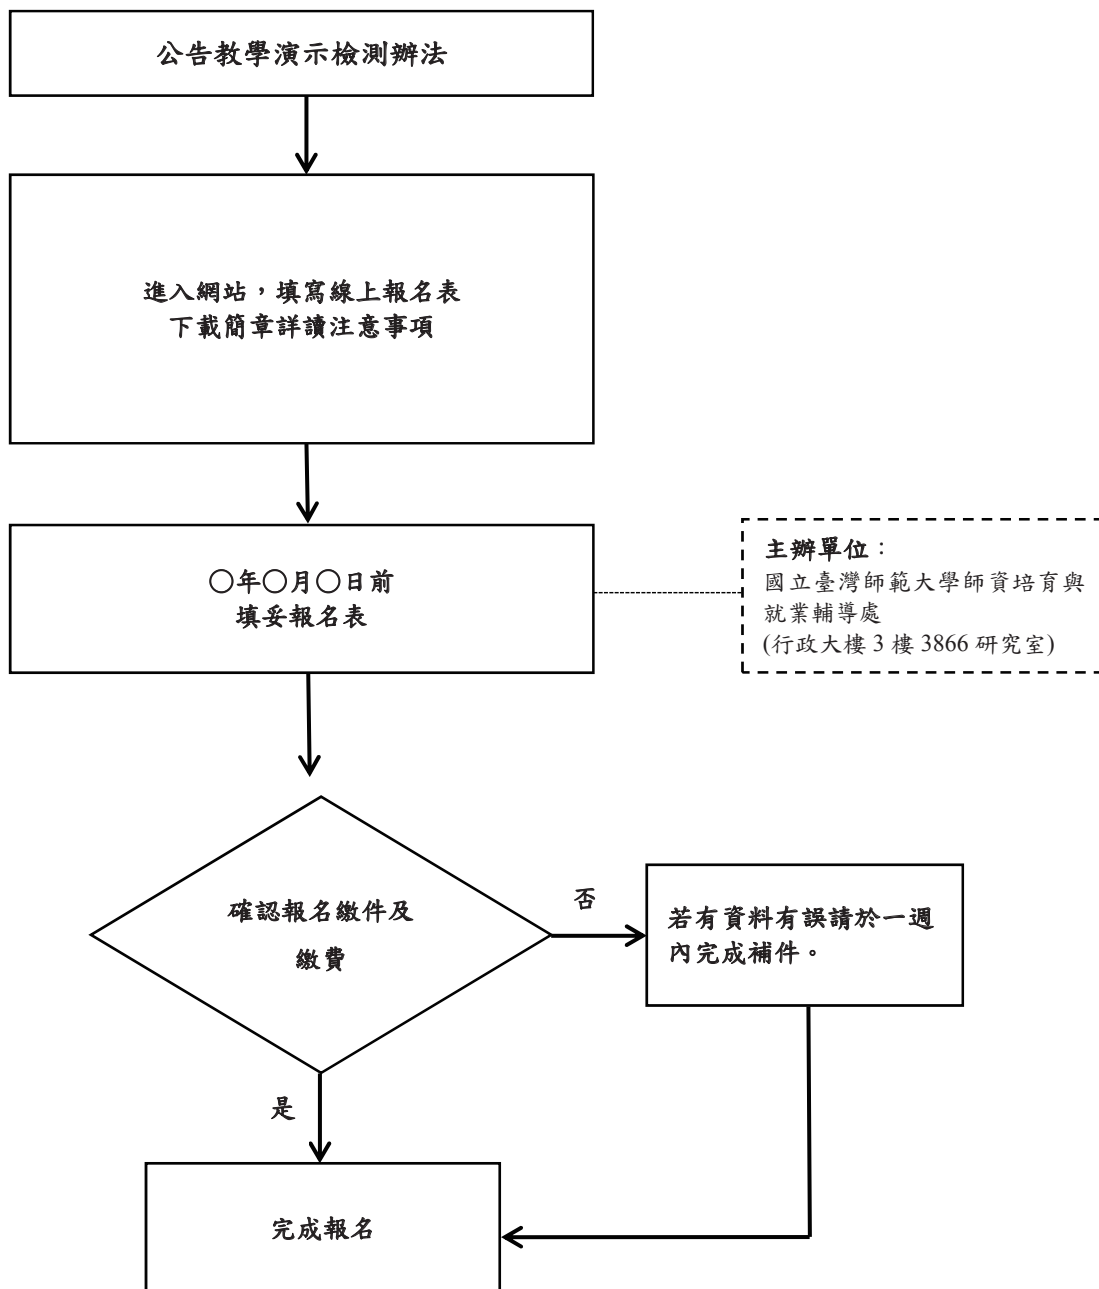 公告教學演示檢測辦法
進入網站，填寫線上報名表
下載簡章詳讀注意事項
○年○月○日前
填妥報名表
主辦單位：
國立臺灣師範大學師資培育與
就業輔導處
(行政大樓 3 樓 3866 研究室)
確認報名繳件及
繳費
否
若有資料有誤請於一週
內完成補件。
是
完成報名